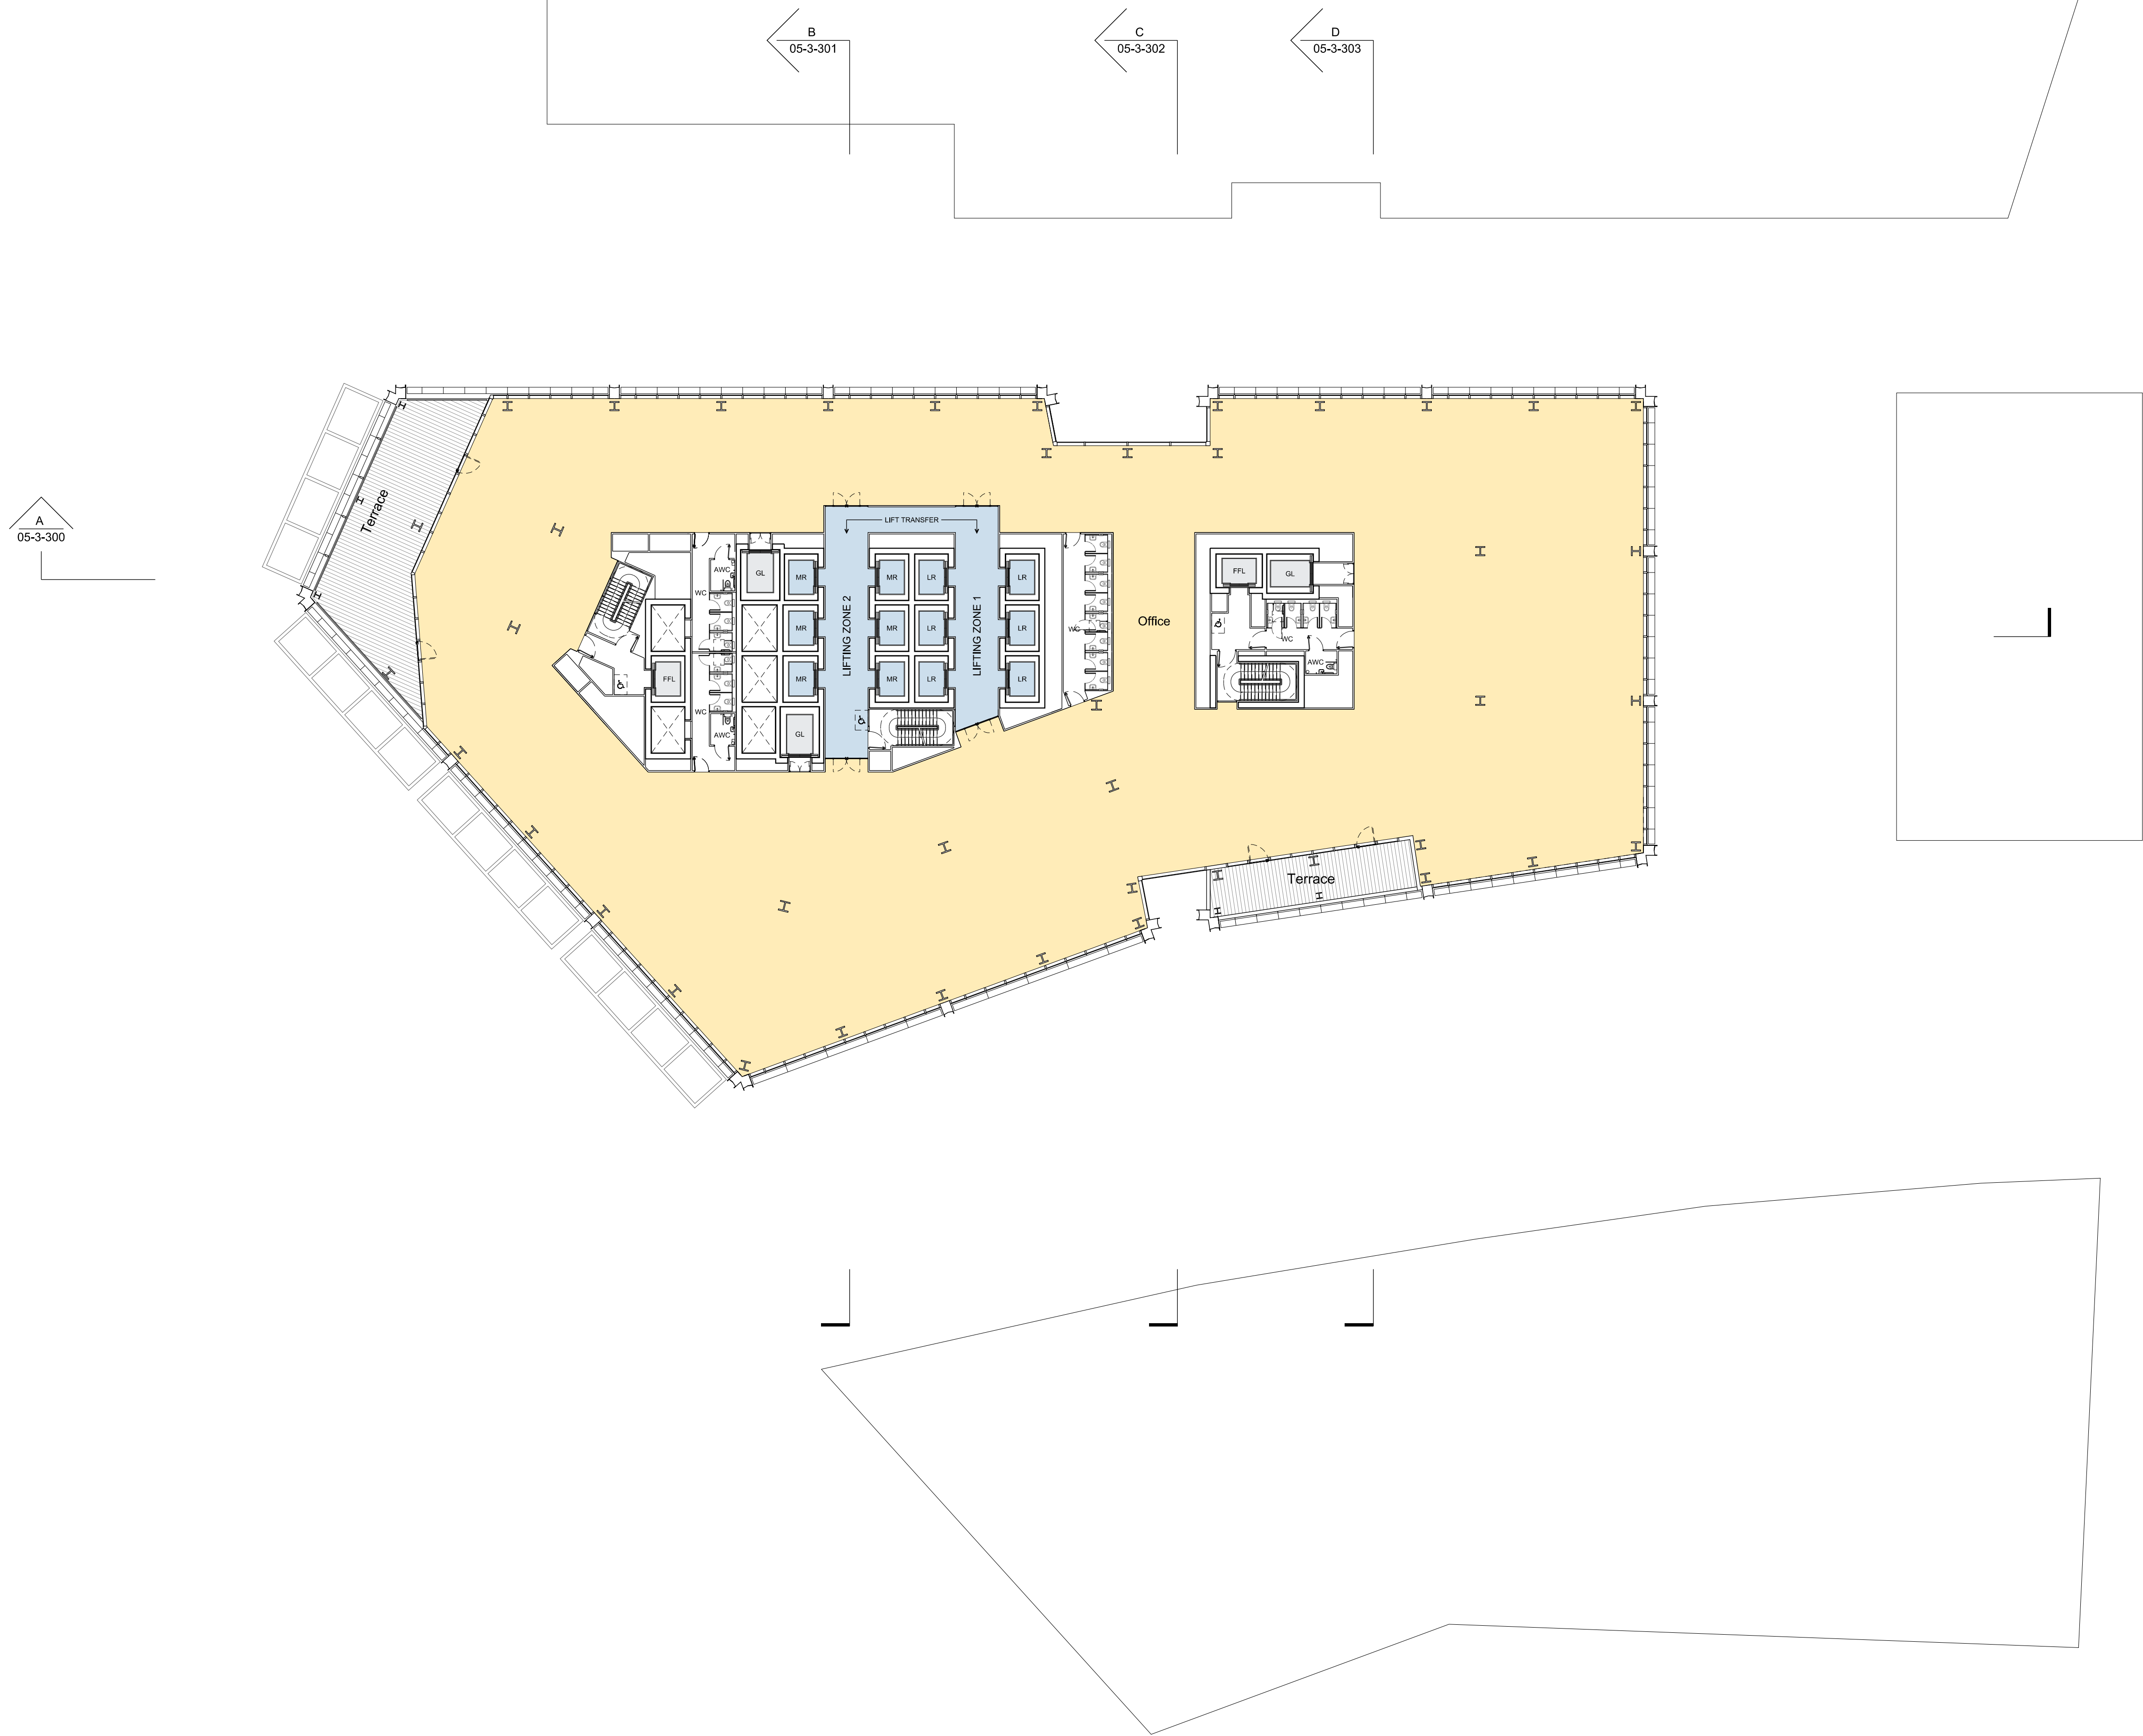 B
05-3-301
C
05-3-302
D
05-3-303
A
05-3-300
Terrace
LIFT TRANSFER
AWC
GL
MR
MR
LR
LR
FFL
GL
WC
LIFTING ZONE 2
LIFTING ZONE 1
MR
MR
LR
LR
WC
Office
WC
FFL
MR
MR
LR
LR
AWC
WC
AWC
GL
Terrace